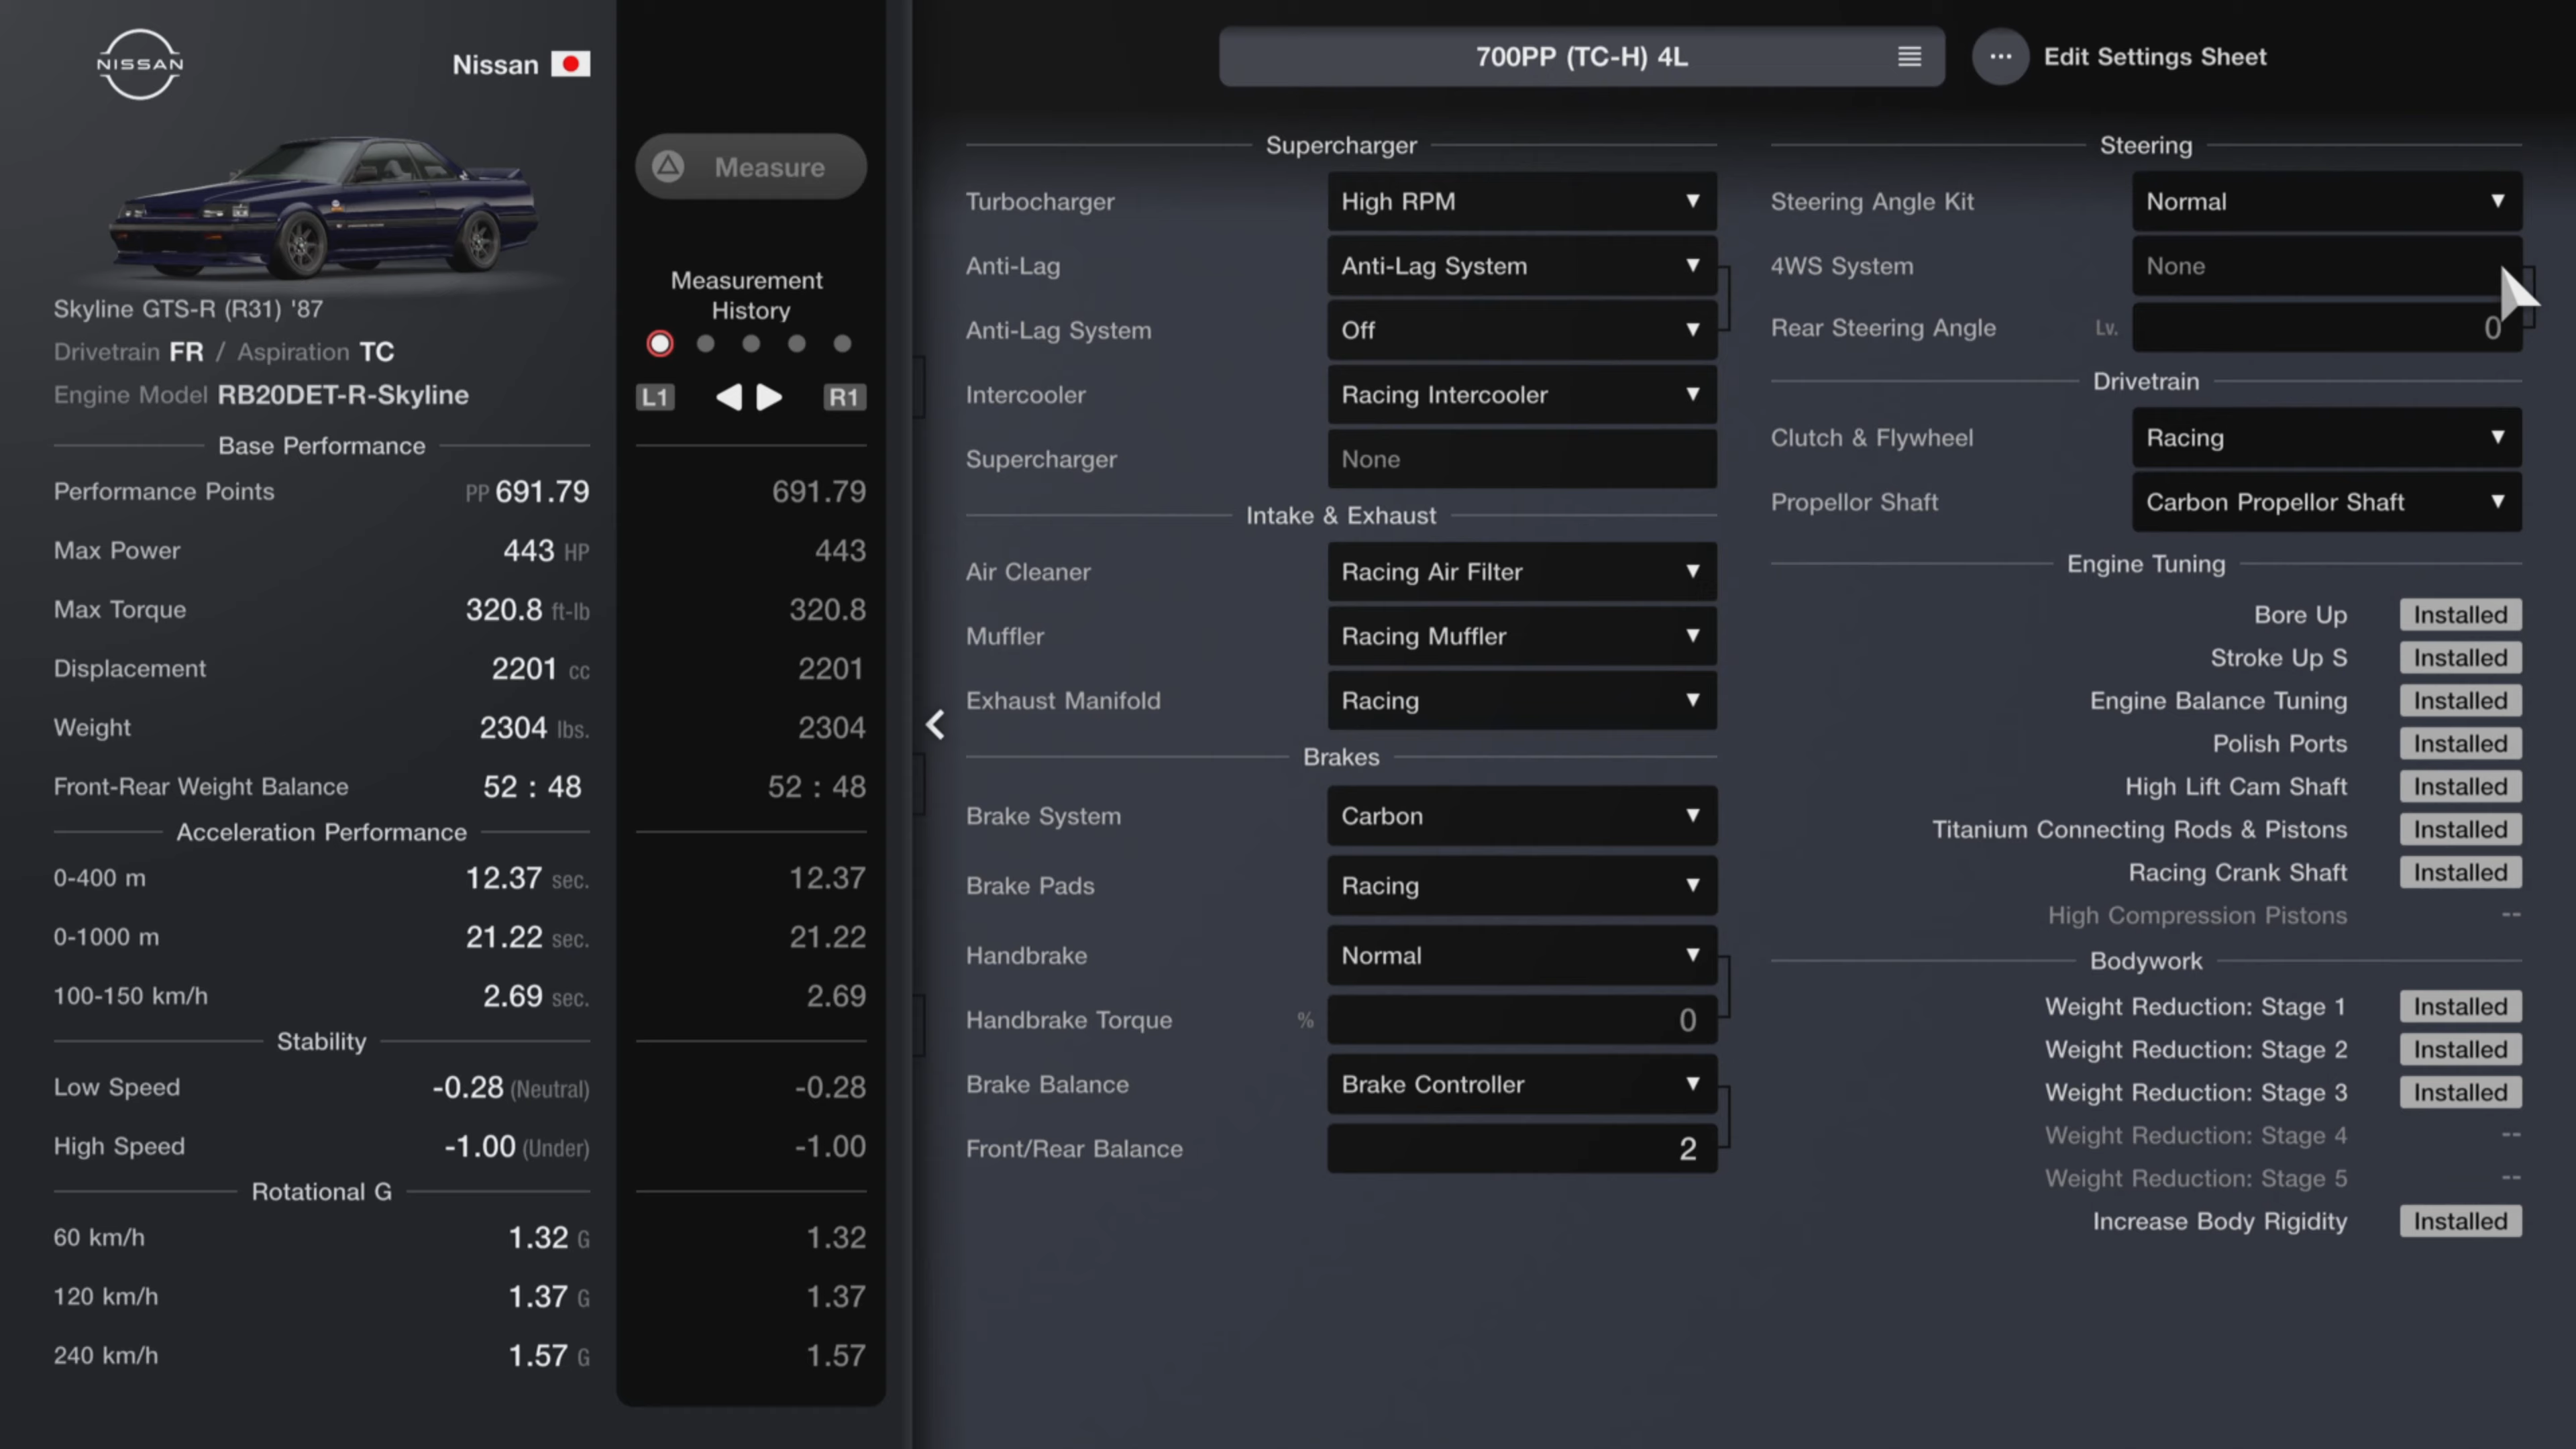 NISSAN
Nissan
Skyline GTS-R (R31) '87
Drivetrain FR / Aspiration TC
Engine Model RB20DET-R-Skyline
Base Performance
Performance Points PP 691.79
Max Power 443 HP
Max Torque 320.8 ft-lb
Displacement 2201 cc
Weight 2304 lbs.
Front-Rear Weight Balance 52 : 48
Acceleration Performance
0-400 m 12.37 sec.
0-1000 m 21.22 sec.
100-150 km/h 2.69 sec.
Stability
Low Speed -0.28 (Neutral)
High Speed -1.00 (Under)
Rotational G
60 km/h 1.32 G
120 km/h 1.37 G
240 km/h 1.57 G
Measure
Measurement
History
L1 R1
691.79
443
320.8
2201
2304
52 : 48
12.37
21.22
2.69
-0.28
-1.00
1.32
1.37
1.57
700PP (TC-H) 4L
Edit Settings Sheet
Supercharger
Turbocharger High RPM
Anti-Lag Anti-Lag System
Anti-Lag System Off
Intercooler Racing Intercooler
Supercharger None
Intake & Exhaust
Air Cleaner Racing Air Filter
Muffler Racing Muffler
Exhaust Manifold Racing
Brakes
Brake System Carbon
Brake Pads Racing
Handbrake Normal
Handbrake Torque % 0
Brake Balance Brake Controller
Front/Rear Balance 2
Steering
Steering Angle Kit Normal
4WS System None
Rear Steering Angle Lv. 0
Drivetrain
Clutch & Flywheel Racing
Propellor Shaft Carbon Propellor Shaft
Engine Tuning
Bore Up Installed
Stroke Up S Installed
Engine Balance Tuning Installed
Polish Ports Installed
High Lift Cam Shaft Installed
Titanium Connecting Rods & Pistons Installed
Racing Crank Shaft Installed
High Compression Pistons --
Bodywork
Weight Reduction: Stage 1 Installed
Weight Reduction: Stage 2 Installed
Weight Reduction: Stage 3 Installed
Weight Reduction: Stage 4 --
Weight Reduction: Stage 5 --
Increase Body Rigidity Installed